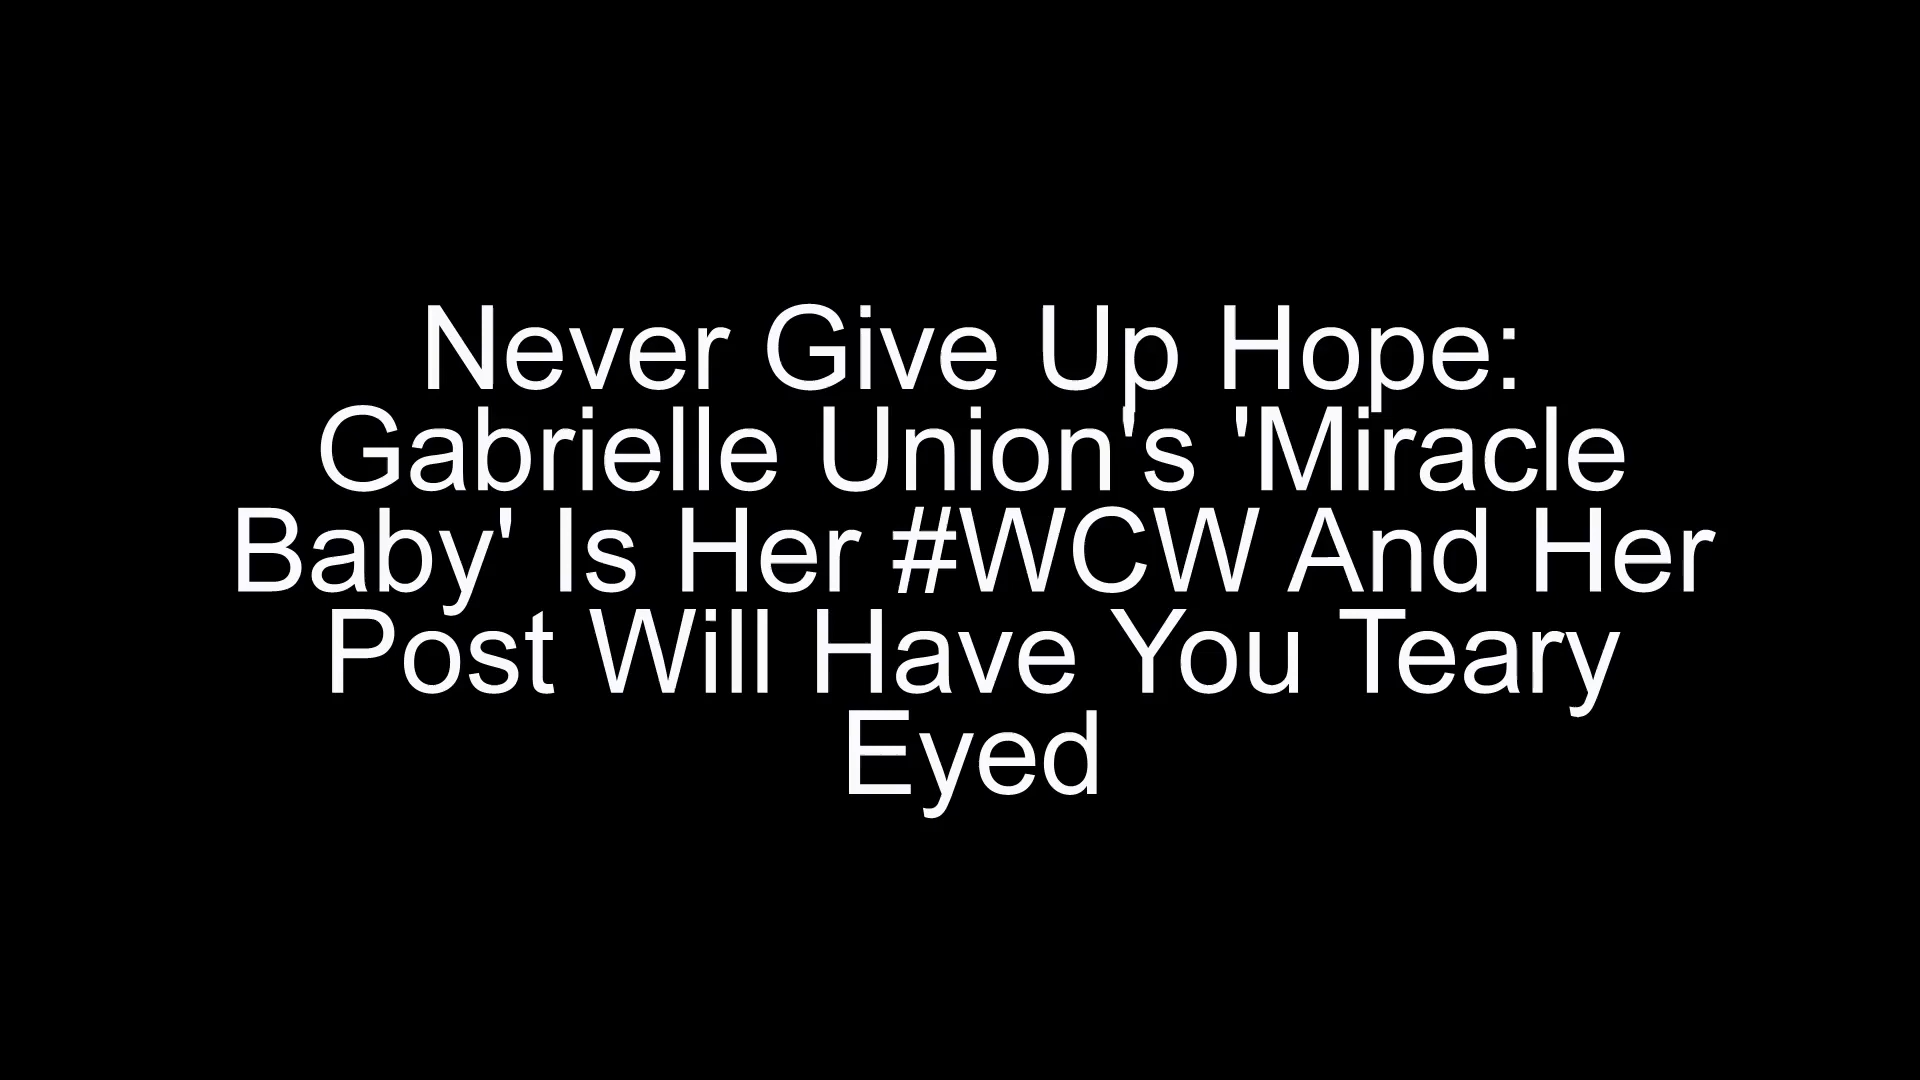 Never Give Up Hope:
Gabrielle Union's 'Miracle
Baby' Is Her #WCW And Her
Post Will Have You Teary
Eyed